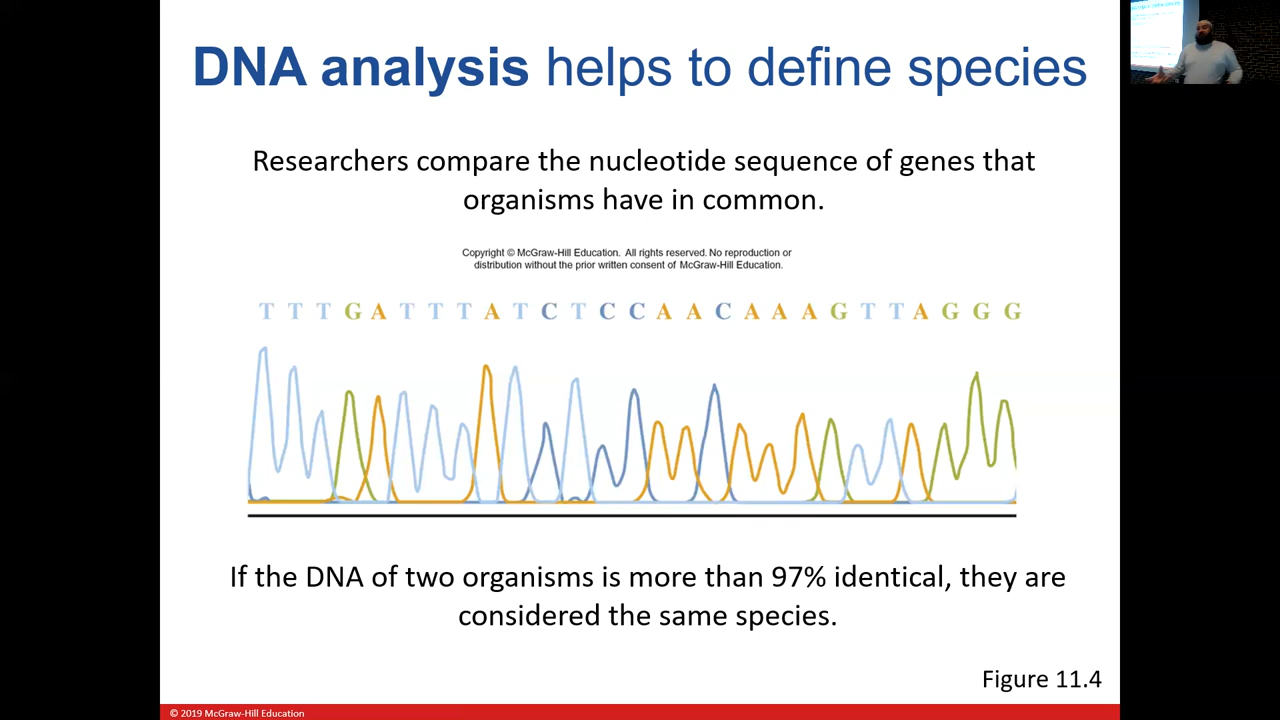 DNA analysis helps to define species
Researchers compare the nucleotide sequence of genes that
organisms have in common.
Copyright © McGraw-Hill Education. All rights reserved. No reproduction or
distribution without the prior written consent of McGraw-Hill Education.
T T T G A T T T A T C T C C A A C A A A G T T A G G G
If the DNA of two organisms is more than 97% identical, they are
considered the same species.
Figure 11.4
© 2019 McGraw-Hill Education